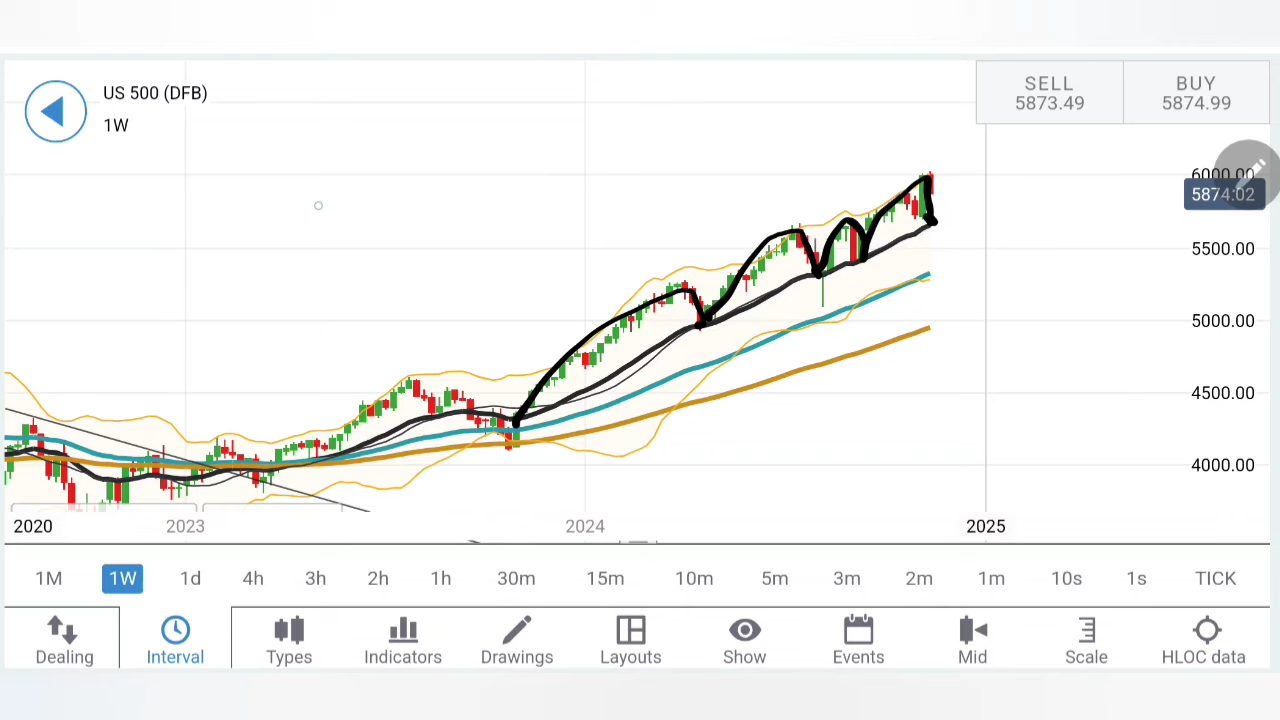 US 500 (DFB)
1W
SELL
5873.49
BUY
5874.99
6000.00
5874.02
5500.00
5000.00
4500.00
4000.00
2020 2023 2024 2025
1M 1W 1d 4h 3h 2h 1h 30m 15m 10m 5m 3m 2m 1m 10s 1s TICK
Dealing Interval Types Indicators Drawings Layouts Show Events Mid Scale HLOC data